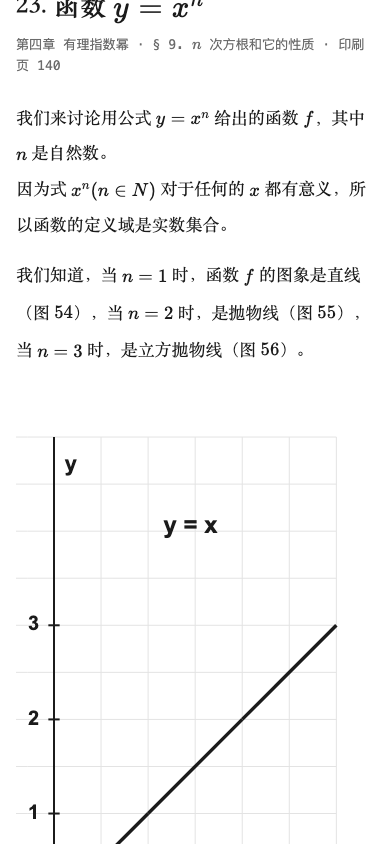 23. 函数 y = xⁿ
第四章 有理指数幂 · § 9. n 次方根和它的性质 · 印刷
页 140
我们来讨论用公式 y = xⁿ 给出的函数 f，其中
n 是自然数。
因为式 xⁿ(n ∈ N) 对于任何的 x 都有意义，所
以函数的定义域是实数集合。
我们知道，当 n = 1 时，函数 f 的图象是直线
（图 54），当 n = 2 时，是抛物线（图 55），
当 n = 3 时，是立方抛物线（图 56）。
y
y = x
3
2
1